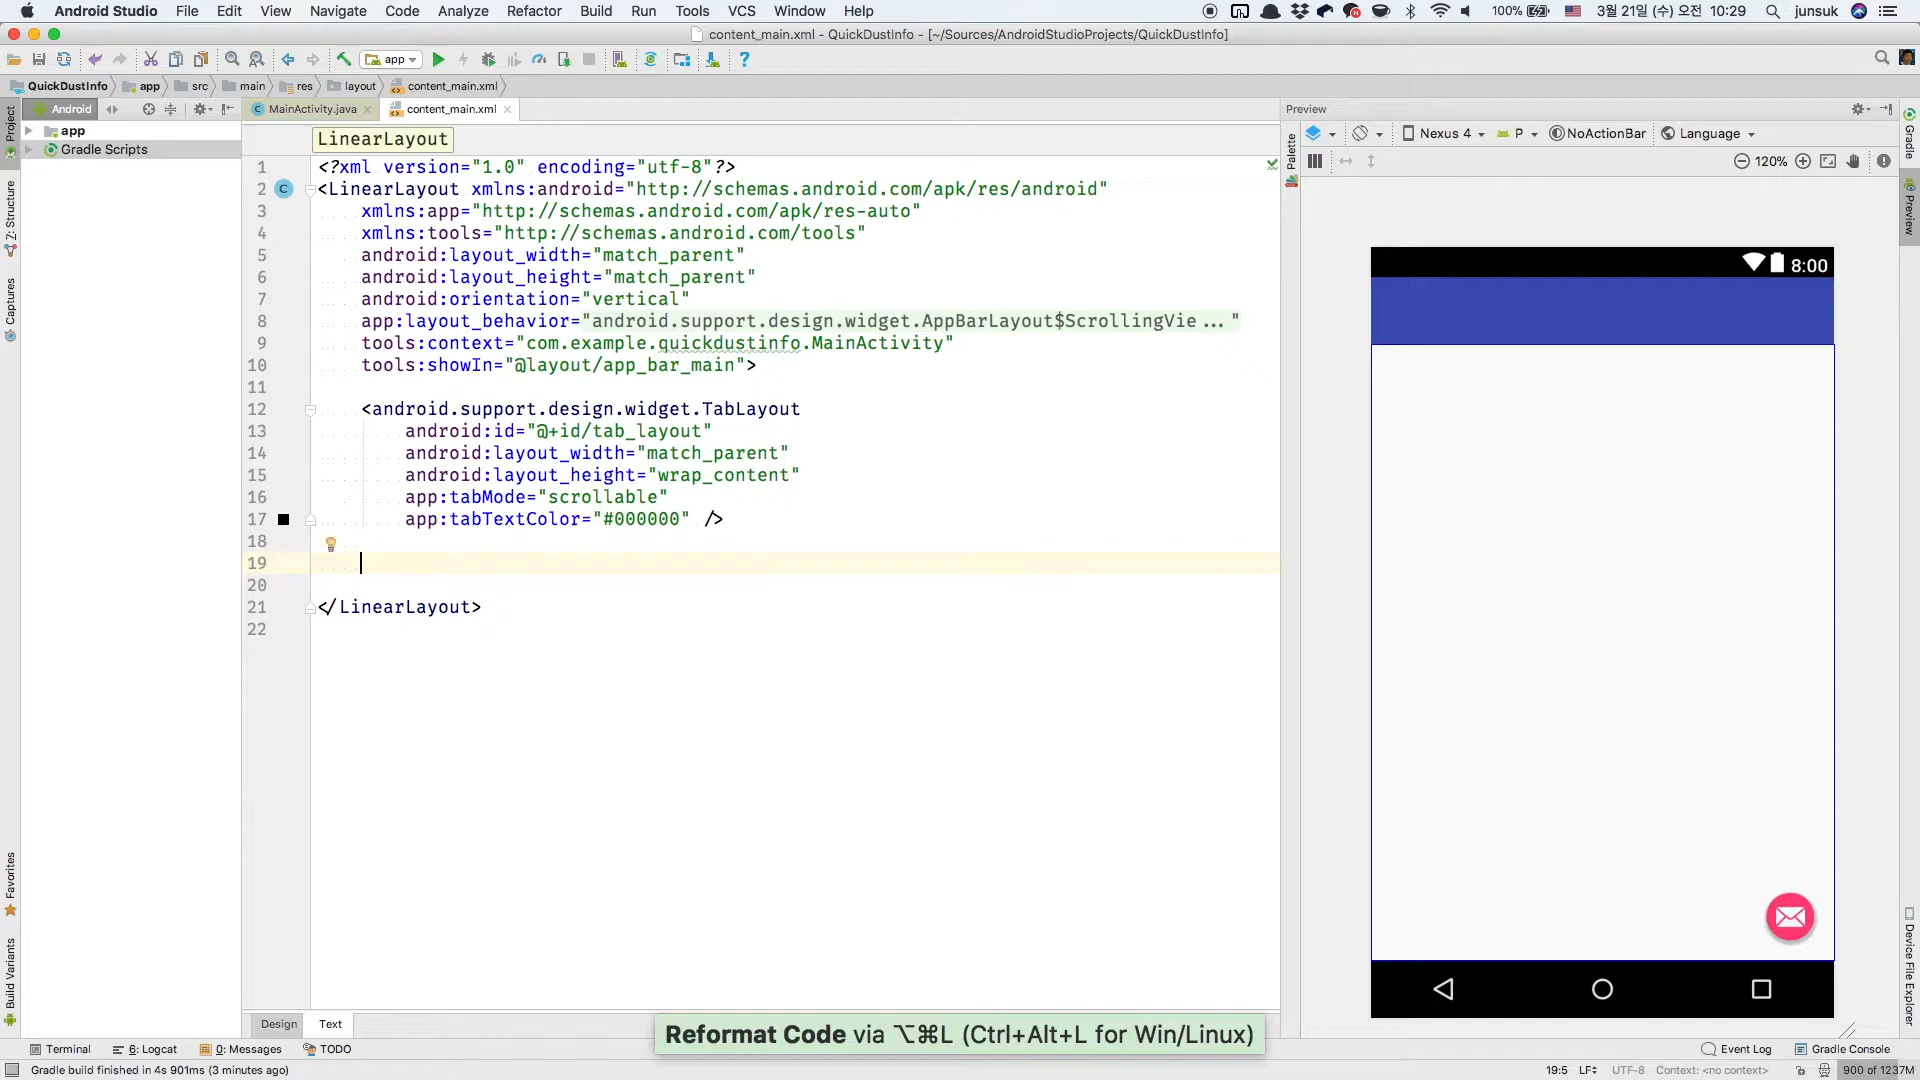 Android Studio File Edit View Navigate Code Analyze Refactor Build Run Tools VCS Window Help 100% 3월 21일 (수) 오전 10:29 junsuk
content_main.xml - QuickDustInfo - [~/Sources/AndroidStudioProjects/QuickDustInfo]
app
QuickDustInfo app src main res layout content_main.xml
Android MainActivity.java content_main.xml Preview
app
Gradle Scripts
LinearLayout
Nexus 4 P NoActionBar Language
120%
1 <?xml version="1.0" encoding="utf-8"?>
2 <LinearLayout xmlns:android="http://schemas.android.com/apk/res/android"
3 xmlns:app="http://schemas.android.com/apk/res-auto"
4 xmlns:tools="http://schemas.android.com/tools"
5 android:layout_width="match_parent"
6 android:layout_height="match_parent"
7 android:orientation="vertical"
8 app:layout_behavior="android.support.design.widget.AppBarLayout$ScrollingVie..."
9 tools:context="com.example.quickdustinfo.MainActivity"
10 tools:showIn="@layout/app_bar_main">
11
12 <android.support.design.widget.TabLayout
13 android:id="@+id/tab_layout"
14 android:layout_width="match_parent"
15 android:layout_height="wrap_content"
16 app:tabMode="scrollable"
17 app:tabTextColor="#000000" />
18
19
20
21 </LinearLayout>
22
8:00
Project
Z: Structure
Captures
Favorites
Build Variants
Palette
Gradle
Preview
Device File Explorer
Design Text
Reformat Code via ⌥⌘L (Ctrl+Alt+L for Win/Linux)
Terminal 6: Logcat 0: Messages TODO Event Log Gradle Console
Gradle build finished in 4s 901ms (3 minutes ago) 19:5 LF UTF-8 Context: <no context> 900 of 1237M